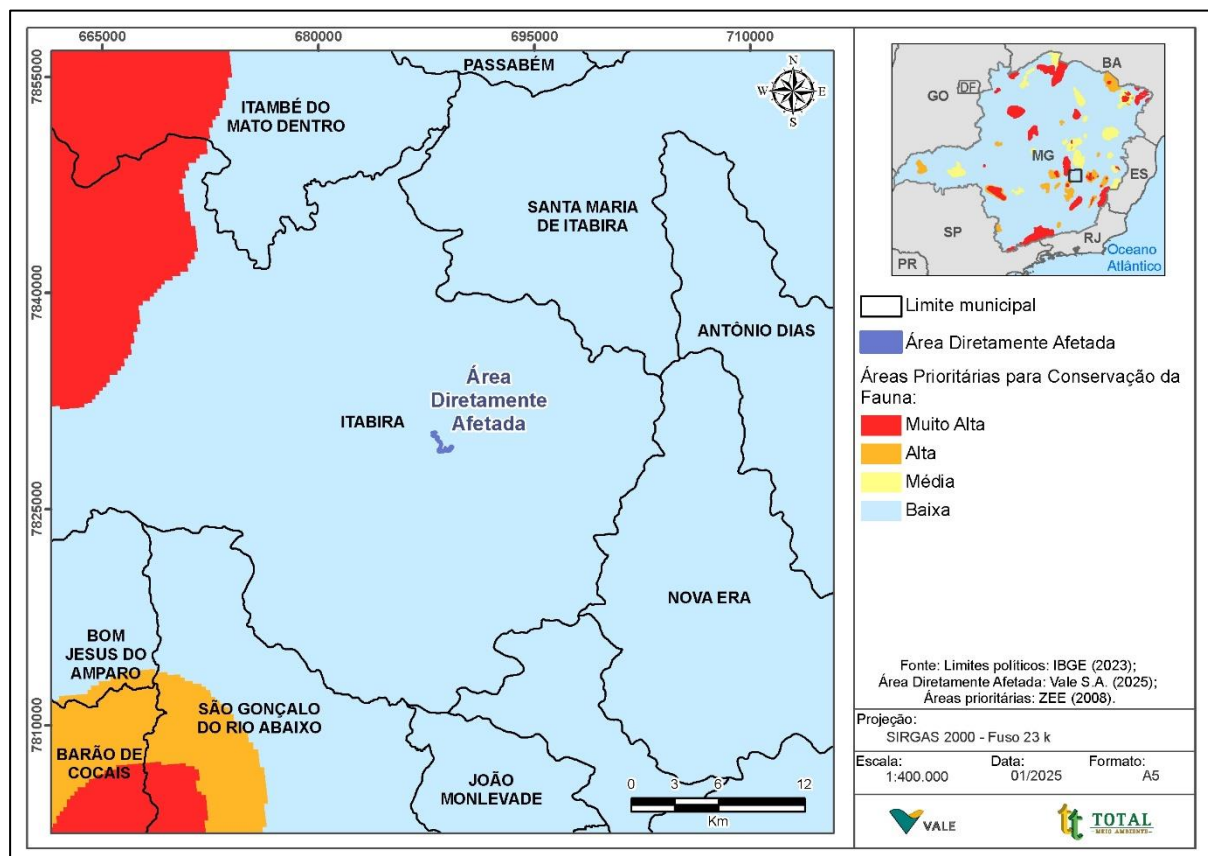 665000
680000
695000
710000
7855000
7840000
7825000
7810000
PASSABÉM
N
W
E
S
ITAMBÉ DO
MATO DENTRO
SANTA MARIA
DE ITABIRA
ANTÔNIO DIAS
Área
Diretamente
Afetada
ITABIRA
NOVA ERA
BOM
JESUS DO
AMPARO
SÃO GONÇALO
DO RIO ABAIXO
BARÃO DE
COCAIS
JOÃO
MONLEVADE
0 3 6 12
Km
BA
GO
DF
MG
ES
SP
RJ
PR
Oceano
Atlântico
Limite municipal
Área Diretamente Afetada
Áreas Prioritárias para Conservação da
Fauna:
Muito Alta
Alta
Média
Baixa
Fonte: Limites políticos: IBGE (2023);
Área Diretamente Afetada: Vale S.A. (2025);
Áreas prioritárias: ZEE (2008).
Projeção:
SIRGAS 2000 - Fuso 23 k
Escala: Data: Formato:
1:400.000 01/2025 A5
VALE
TOTAL
MEIO AMBIENTE